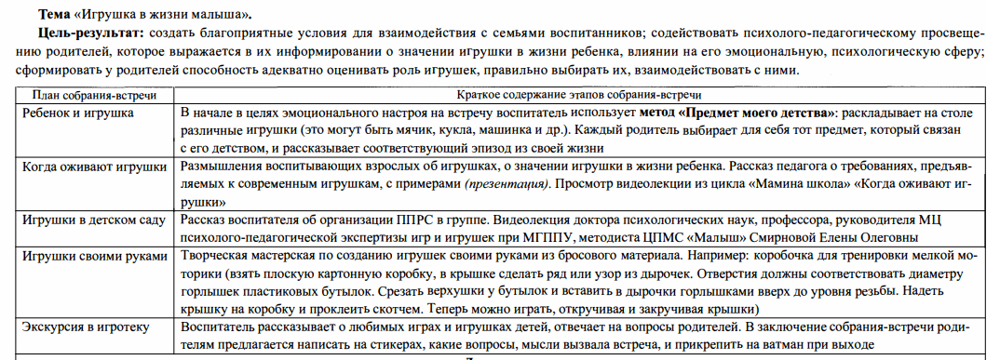 Тема «Игрушка в жизни малыша».
Цель-результат: создать благоприятные условия для взаимодействия с семьями воспитанников; содействовать психолого-педагогическому просвеще-
нию родителей, которое выражается в их информировании о значении игрушки в жизни ребенка, влиянии на его эмоциональную, психологическую сферу;
сформировать у родителей способность адекватно оценивать роль игрушек, правильно выбирать их, взаимодействовать с ними.
План собрания-встречи
Краткое содержание этапов собрания-встречи
Ребенок и игрушка
В начале в целях эмоционального настроя на встречу воспитатель использует метод «Предмет моего детства»: раскладывает на столе
различные игрушки (это могут быть мячик, кукла, машинка и др.). Каждый родитель выбирает для себя тот предмет, который связан
с его детством, и рассказывает соответствующий эпизод из своей жизни
Когда оживают игрушки
Размышления воспитывающих взрослых об игрушках, о значении игрушки в жизни ребенка. Рассказ педагога о требованиях, предъяв-
ляемых к современным игрушкам, с примерами (презентация). Просмотр видеолекции из цикла «Мамина школа» «Когда оживают иг-
рушки»
Игрушки в детском саду
Рассказ воспитателя об организации ППРС в группе. Видеолекция доктора психологических наук, профессора, руководителя МЦ
психолого-педагогической экспертизы игр и игрушек при МГППУ, методиста ЦПМС «Малыш» Смирновой Елены Олеговны
Игрушки своими руками
Творческая мастерская по созданию игрушек своими руками из бросового материала. Например: коробочка для тренировки мелкой мо-
торики (взять плоскую картонную коробку, в крышке сделать ряд или узор из дырочек. Отверстия должны соответствовать диаметру
горлышек пластиковых бутылок. Срезать верхушки у бутылок и вставить в дырочки горлышками вверх до уровня резьбы. Надеть
крышку на коробку и проклеить скотчем. Теперь можно играть, откручивая и закручивая крышки)
Экскурсия в игротеку
Воспитатель рассказывает о любимых играх и игрушках детей, отвечает на вопросы родителей. В заключение собрания-встречи роди-
телям предлагается написать на стикерах, какие вопросы, мысли вызвала встреча, и прикрепить на ватман при выходе